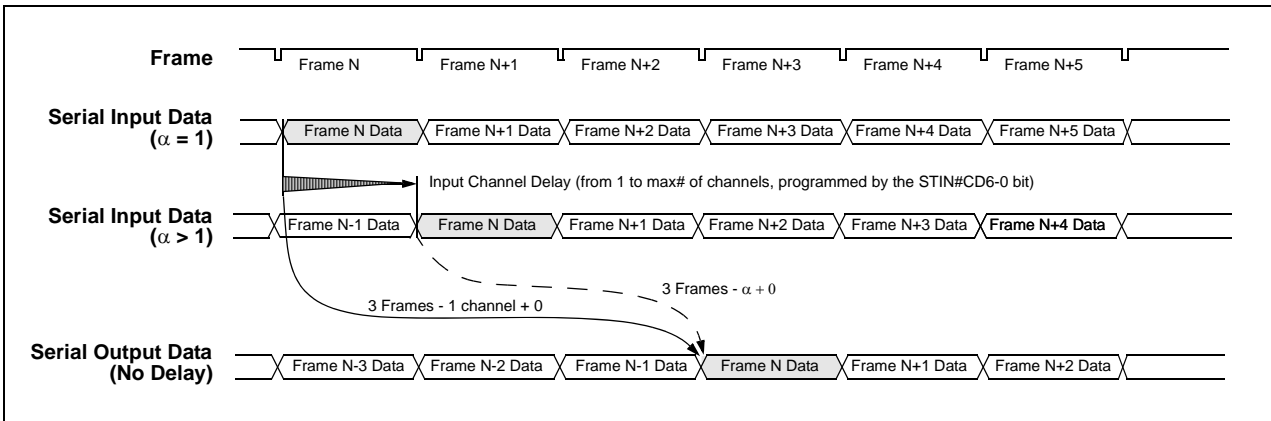 Frame
Frame N Frame N+1 Frame N+2 Frame N+3 Frame N+4 Frame N+5
Serial Input Data
(α = 1)
Frame N Data Frame N+1 Data Frame N+2 Data Frame N+3 Data Frame N+4 Data Frame N+5 Data
Input Channel Delay (from 1 to max# of channels, programmed by the STIN#CD6-0 bit)
Serial Input Data
(α > 1)
Frame N-1 Data Frame N Data Frame N+1 Data Frame N+2 Data Frame N+3 Data Frame N+4 Data
3 Frames - α + 0
3 Frames - 1 channel + 0
Serial Output Data
(No Delay)
Frame N-3 Data Frame N-2 Data Frame N-1 Data Frame N Data Frame N+1 Data Frame N+2 Data